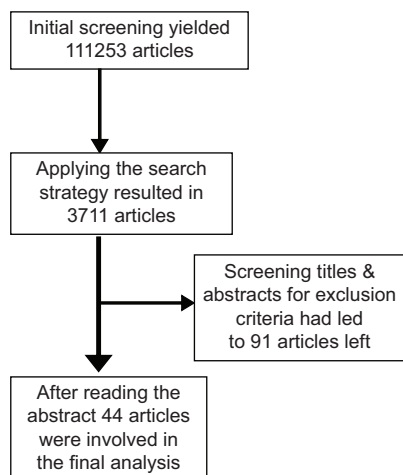 Initial screening yielded
111253 articles
Applying the search
strategy resulted in
3711 articles
Screening titles &
abstracts for exclusion
criteria had led
to 91 articles left
After reading the
abstract 44 articles
were involved in
the final analysis